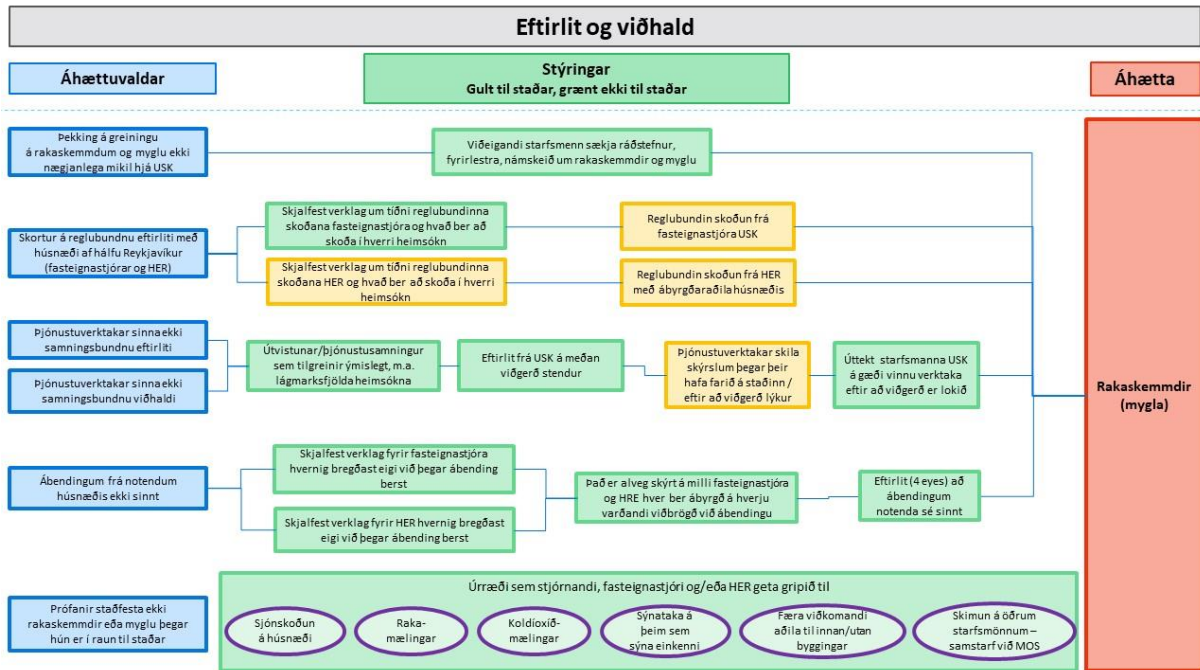 Eftirlit og viðhald
Áhættuvaldar
Stýringar
Gult til staðar, grænt ekki til staðar
Áhætta
Þekking á greiningu
á rakaskemmdum og myglu ekki
nægjanlega mikil hjá USK
Viðeigandi starfsmenn sækja ráðstefnur,
fyrirlestra, námskeið um rakaskemmdir og myglu
Skortur á reglubundnu eftirliti með
húsnæði af hálfu Reykjavíkur
(fasteignastjórar og HER)
Skjalfest verklag um tíðni reglubundinna
skoðana fasteignastjóra og hvað ber að
skoða í hverri heimsókn
Reglubundin skoðun frá
fasteignastjóra USK
Skjalfest verklag um tíðni reglubundinna
skoðana HER og hvað ber að skoða í hverri
heimsókn
Reglubundin skoðun frá HER
með ábyrgðaraðila húsnæðis
Þjónustuverktakar sinna ekki
samningsbundnu eftirliti
Þjónustuverktakar sinna ekki
samningsbundnu viðhaldi
Útvistunar/þjónustusamningur
sem tilgreinir ýmislegt, m.a.
lágmarksfjölda heimsókna
Eftirlit frá USK á meðan
viðgerð stendur
Þjónustuverktakar skila
skýrslum þegar þeir
hafa farið á staðinn /
eftir að viðgerð lýkur
Úttekt starfsmanna USK
á gæði vinnu verktaka
eftir að viðgerð er lokið
Rakaskemmdir
(mygla)
Ábendingum frá notendum
húsnæðis ekki sinnt
Skjalfest verklag fyrir fasteignastjóra
hvernig bregðast eigi við þegar ábending
berst
Skjalfest verklag fyrir HER hvernig bregðast
eigi við þegar ábending berst
Það er alveg skýrt á milli fasteignastjóra
og HRE hver ber ábyrgð á hverju
varðandi viðbrögð við ábendingu
Eftirlit (4 eyes) að
ábendingum
notenda sé sinnt
Prófanir staðfesta ekki
rakaskemmdir eða myglu þegar
hún er í raun til staðar
Úrræði sem stjórnandi, fasteignastjóri og/eða HER geta gripið til
Sjónskoðun
á húsnæði
Raka-
mælingar
Koldíoxíð-
mælingar
Sýnataka á
þeim sem
sýna einkenni
Færa viðkomandi
aðila til innan/utan
byggingar
Skimun á öðrum
starfsmönnum –
samstarf við MOS